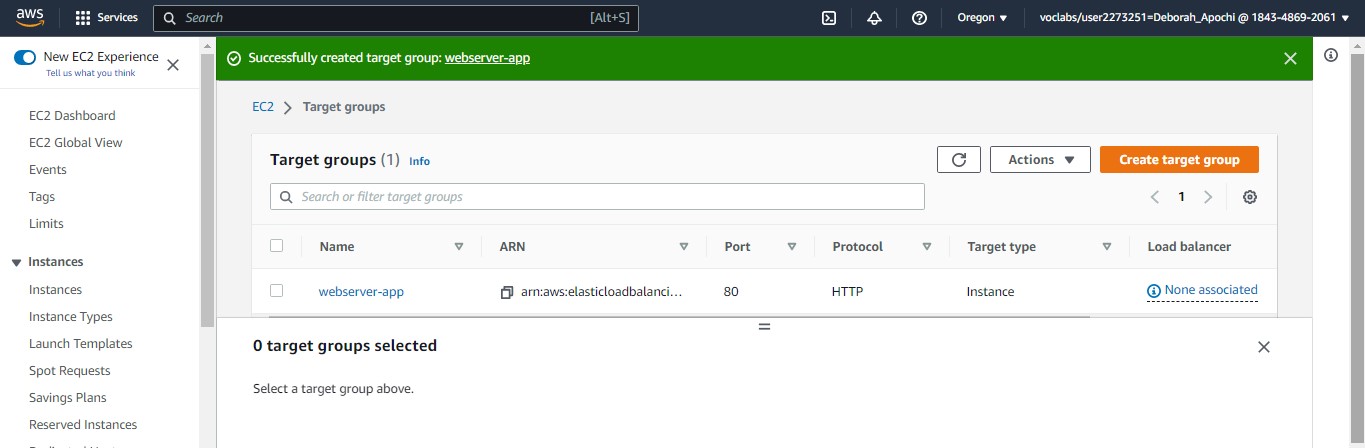 aws Services Search [Alt+S] Oregon voclabs/user2273251=Deborah_Apochi @ 1843-4869-2061
New EC2 Experience
Tell us what you think
EC2 Dashboard
EC2 Global View
Events
Tags
Limits
Instances
Instances
Instance Types
Launch Templates
Spot Requests
Savings Plans
Reserved Instances
Successfully created target group: webserver-app
EC2 Target groups
Target groups (1) Info Actions Create target group
Search or filter target groups 1
Name ARN Port Protocol Target type Load balancer
webserver-app arn:aws:elasticloadbalanci... 80 HTTP Instance None associated
0 target groups selected
Select a target group above.